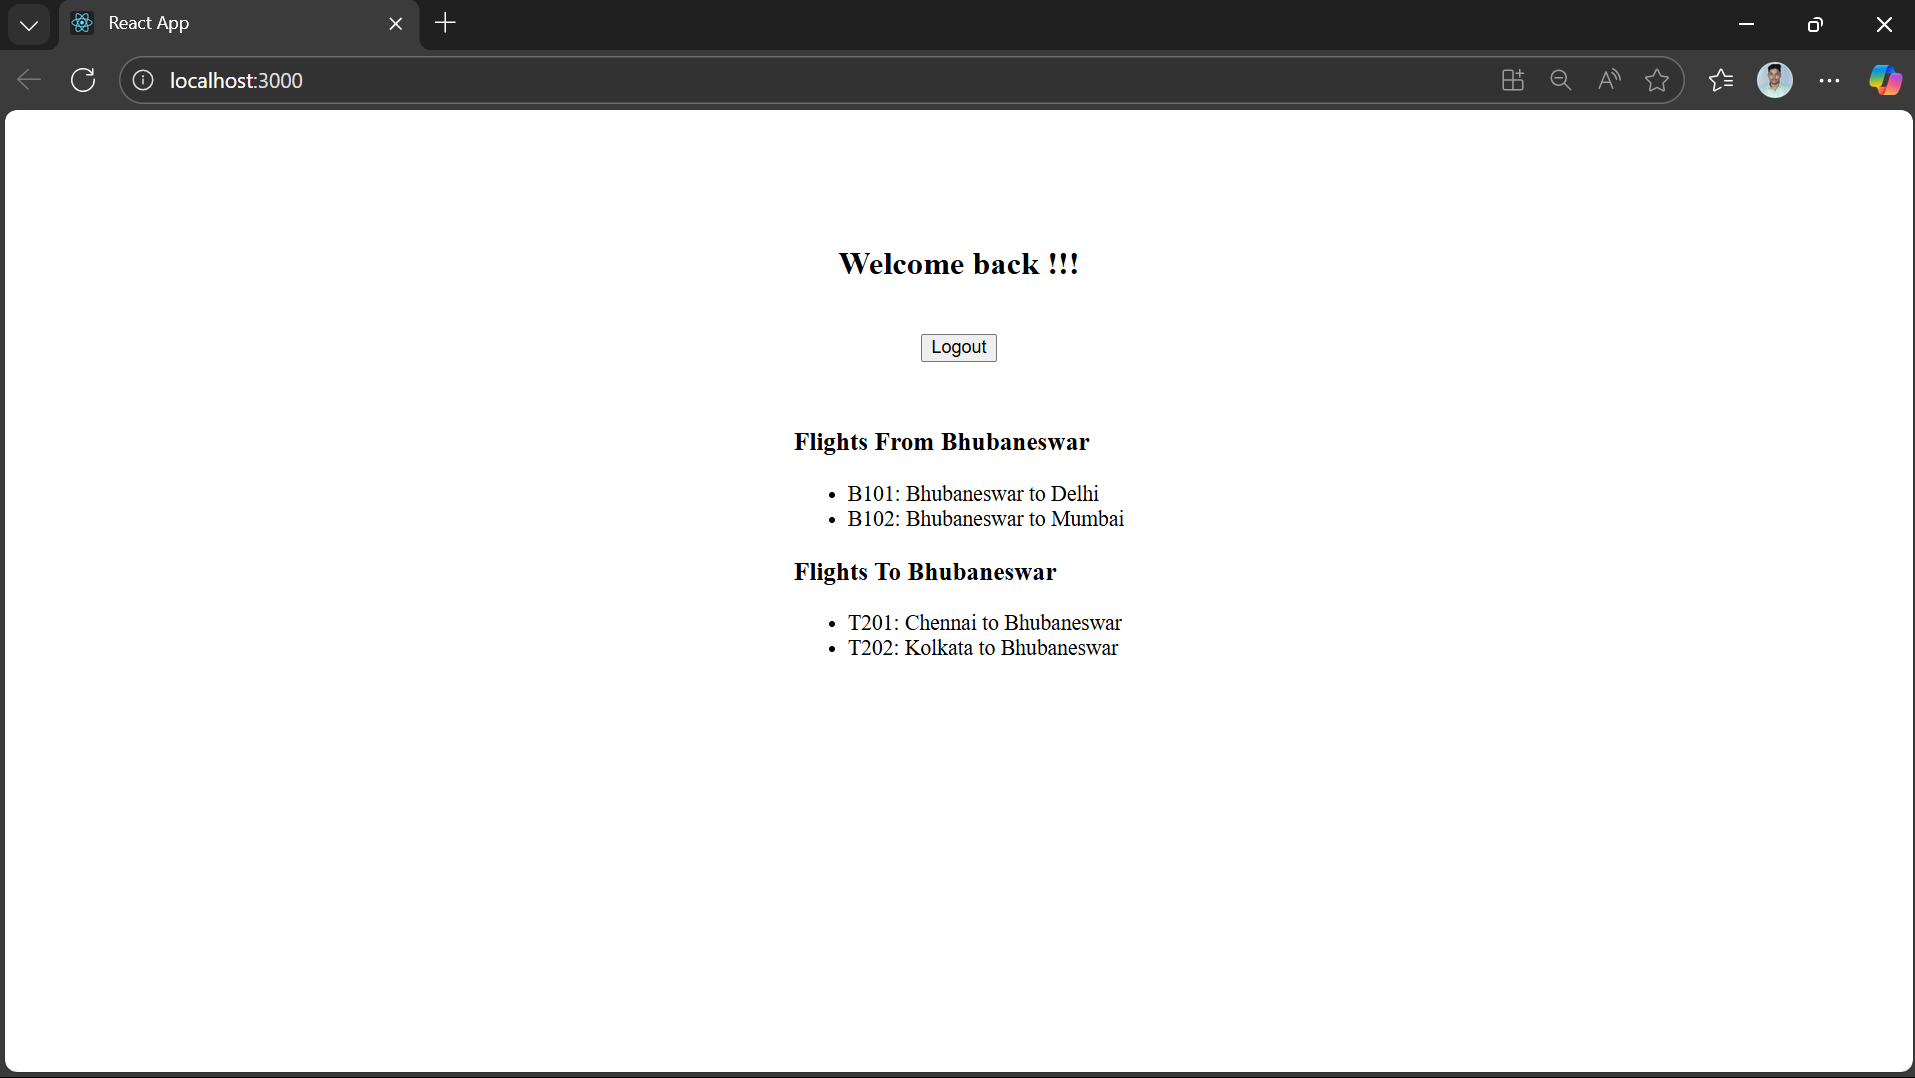 React App
localhost:3000
Welcome back !!!
Logout
Flights From Bhubaneswar
B101: Bhubaneswar to Delhi
B102: Bhubaneswar to Mumbai
Flights To Bhubaneswar
T201: Chennai to Bhubaneswar
T202: Kolkata to Bhubaneswar